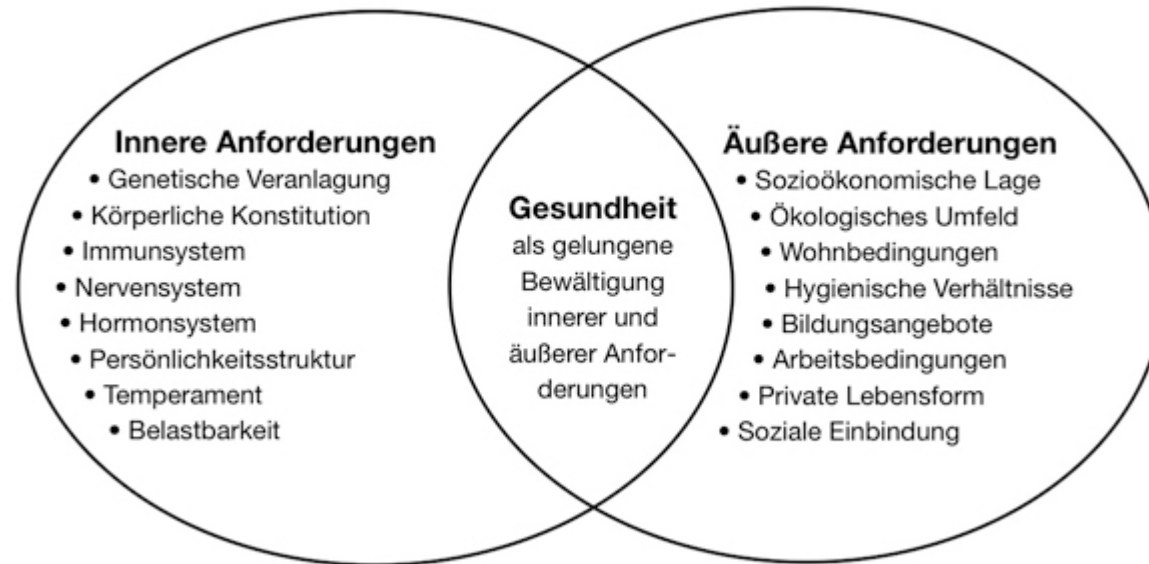 Innere Anforderungen
• Genetische Veranlagung
• Körperliche Konstitution
• Immunsystem
• Nervensystem
• Hormonsystem
• Persönlichkeitsstruktur
• Temperament
• Belastbarkeit
Gesundheit
als gelungene
Bewältigung
innerer und
äußerer Anfor-
derungen
Äußere Anforderungen
• Sozioökonomische Lage
• Ökologisches Umfeld
• Wohnbedingungen
• Hygienische Verhältnisse
• Bildungsangebote
• Arbeitsbedingungen
• Private Lebensform
• Soziale Einbindung